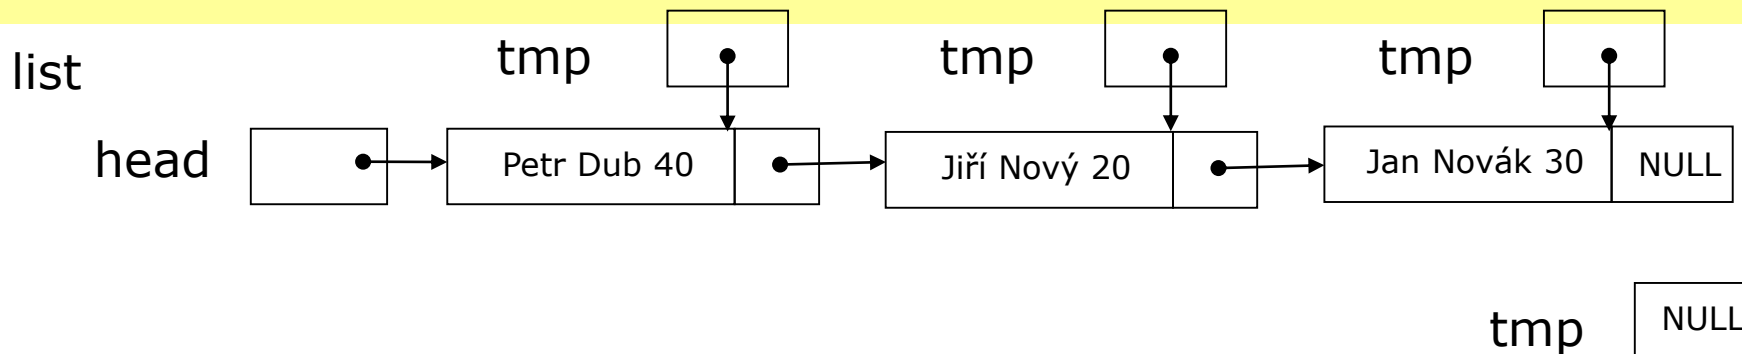 tmp tmp tmp
list
head Petr Dub 40 Jiří Nový 20 Jan Novák 30 NULL
tmp NULL